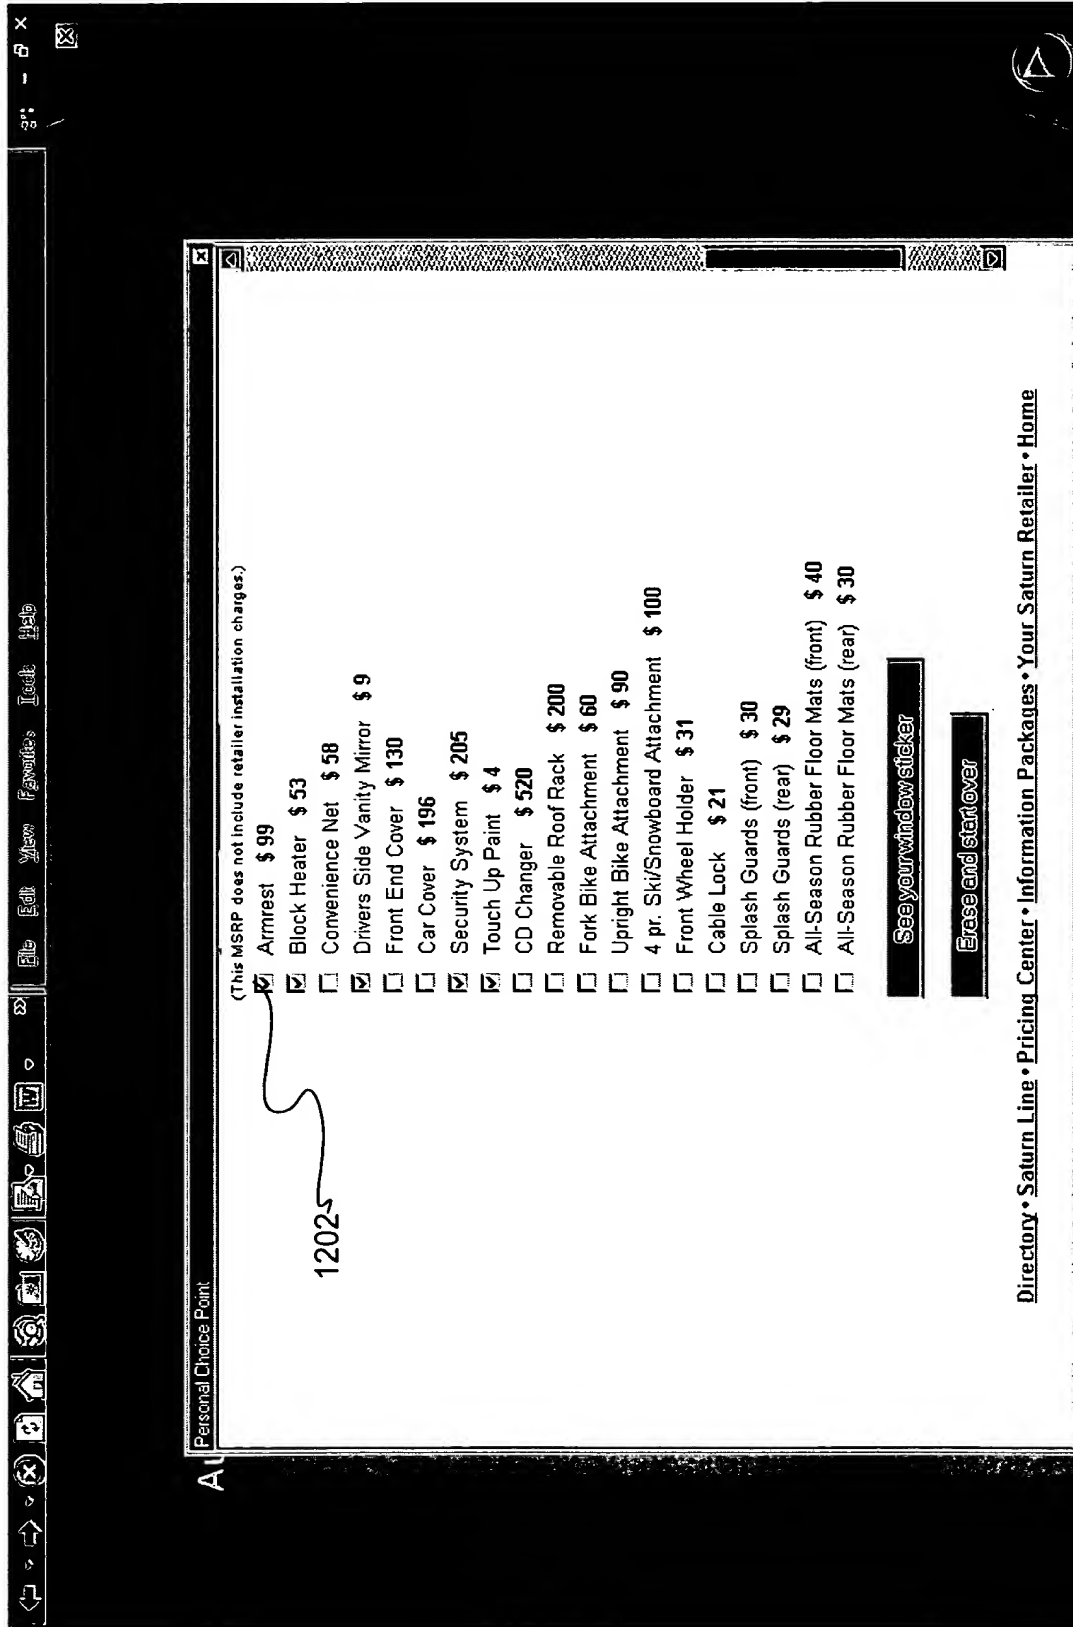 File Edit View Favorites Tools Help
Personal Choice Point
(This MSRP does not include retailer installation charges.)
Armrest $ 99
Block Heater $ 53
Convenience Net $ 58
Drivers Side Vanity Mirror $ 9
Front End Cover $ 130
Car Cover $ 196
Security System $ 205
Touch Up Paint $ 4
CD Changer $ 520
Removable Roof Rack $ 200
Fork Bike Attachment $ 60
Upright Bike Attachment $ 90
4 pr. Ski/Snowboard Attachment $ 100
Front Wheel Holder $ 31
Cable Lock $ 21
Splash Guards (front) $ 30
Splash Guards (rear) $ 29
All-Season Rubber Floor Mats (front) $ 40
All-Season Rubber Floor Mats (rear) $ 30
1202
See your window sticker
Erase and start over
Directory • Saturn Line • Pricing Center • Information Packages • Your Saturn Retailer • Home